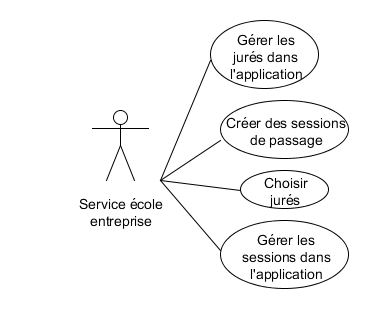 Gérer les
jurés dans
l'application
Créer des sessions
de passage
Service école
entreprise
Choisir
jurés
Gérer les
sessions dans
l'application